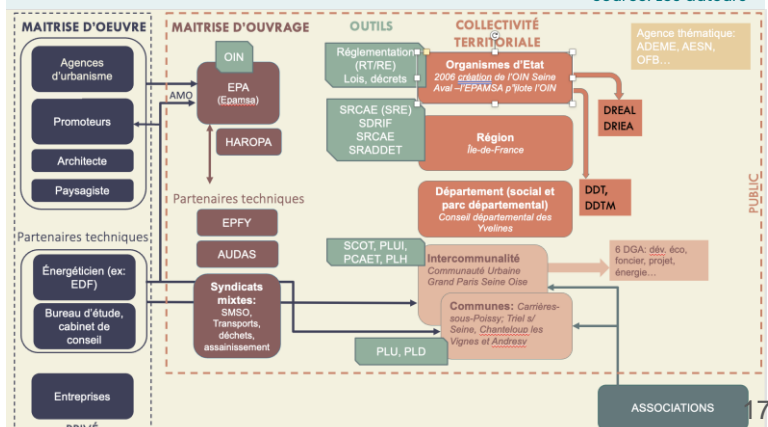 MAITRISE D'OEUVRE
Agences
d'urbanisme
Promoteurs
Architecte
Paysagiste
Partenaires techniques
Énergéticien (ex:
EDF)
Bureau d'étude,
cabinet de
conseil
Entreprises
MAITRISE D'OUVRAGE
OIN
EPA
(Epamsa)
AMO
HAROPA
Partenaires techniques
EPFY
AUDAS
Syndicats
mixtes:
SMSO,
Transports,
déchets,
assainissement
OUTILS
Réglementation
(RT/RE)
Lois, décrets
SRCAE (SRE)
SDRIF
SRCAE
SRADDET
SCOT, PLUI,
PCAET, PLH
PLU, PLD
COLLECTIVITÉ
TERRITORIALE
Organismes d'Etat
2006 création de l'OIN Seine
Aval –l'EPAMSA p"ilote l'OIN
Région
Île-de-France
Département (social et
parc départemental)
Conseil départemental des
Yvelines
Intercommunalité
Communauté Urbaine
Grand Paris Seine Oise
Communes: Carrières-
sous-Poissy; Triel s/
Seine, Chanteloup les
Vignes et Andresy
Agence thématique:
ADEME, AESN,
OFB…
DREAL
DRIEA
DDT,
DDTM
6 DGA: dév. éco,
foncier, projet,
énergie…
PUBLIC
ASSOCIATIONS
17